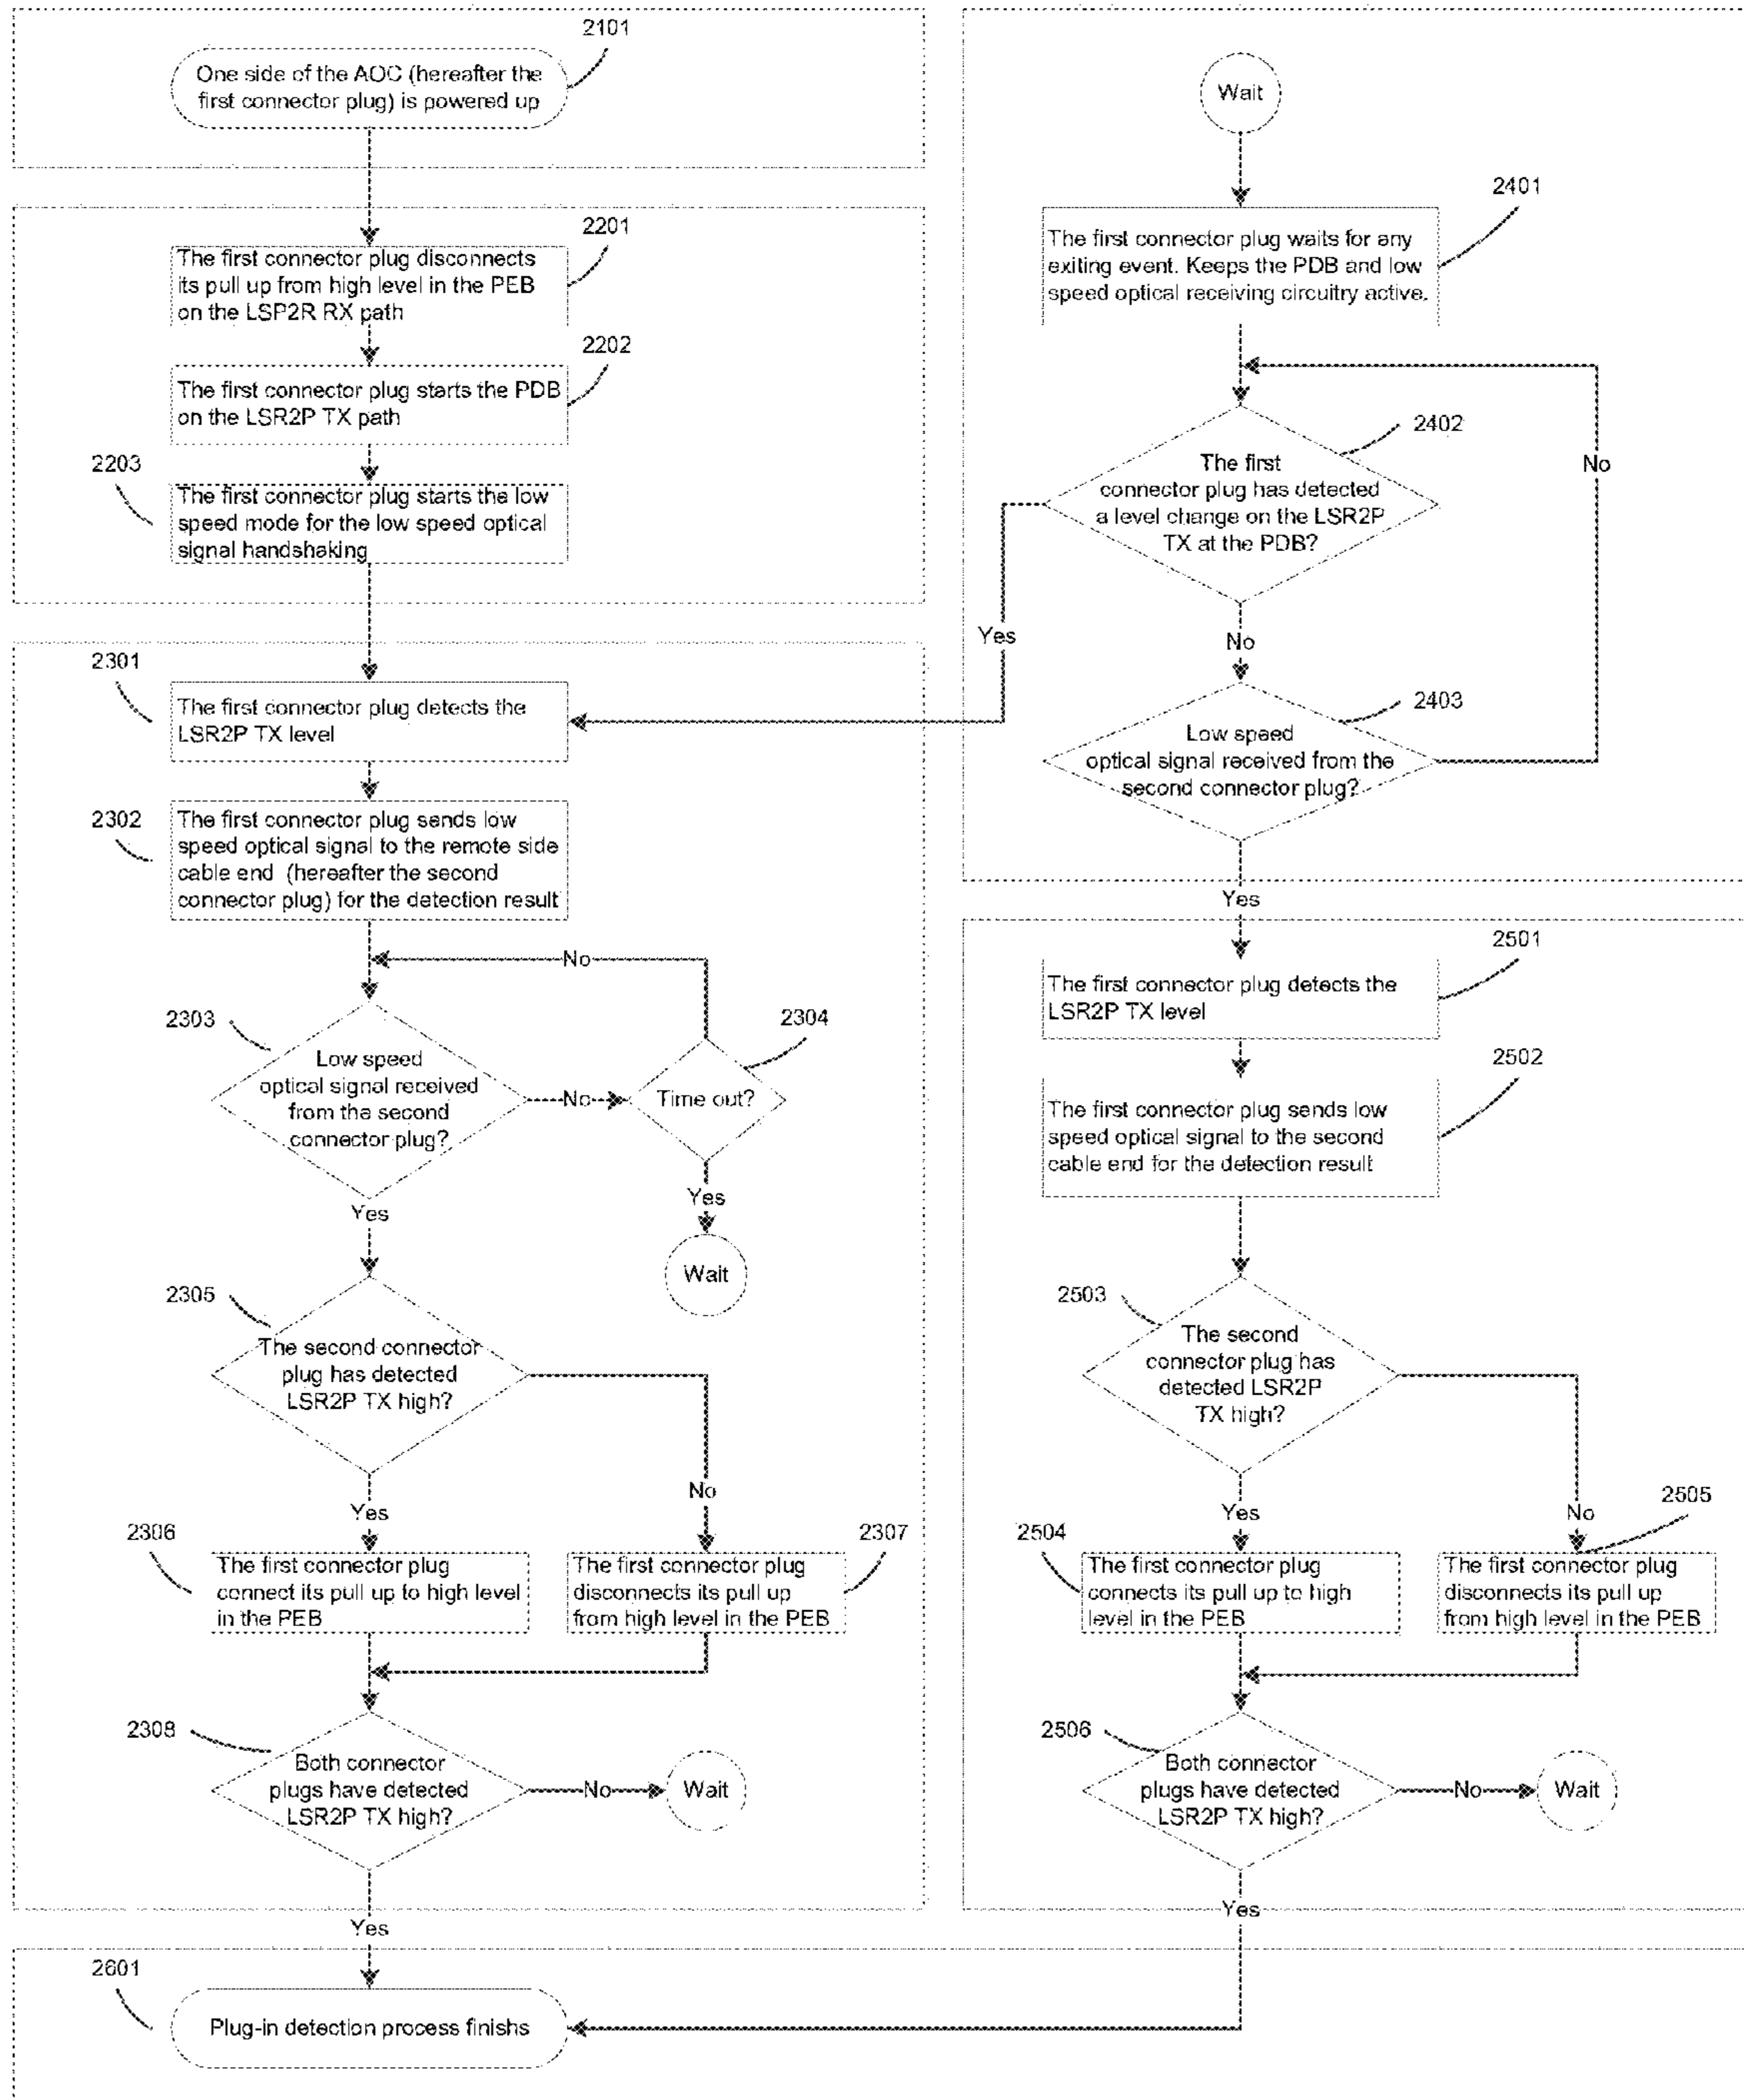 2101
One side of the AOC (hereafter the
first connector plug) is powered up
2201
The first connector plug disconnects
its pull up from high level in the PEB
on the LSP2R RX path
2202
The first connector plug starts the PDB
on the LSR2P TX path
2203
The first connector plug starts the low
speed mode for the low speed optical
signal handshaking
2301
The first connector plug detects the
LSR2P TX level
2302
The first connector plug sends low
speed optical signal to the remote side
cable end (hereafter the second
connector plug) for the detection result
No
2303
Low speed
optical signal received
from the second
connector plug?
No
2304
Time out?
Yes
Wait
Yes
2305
The second connector
plug has detected
LSR2P TX high?
No
Yes
2306
The first connector plug
connect its pull up to high level
in the PEB
2307
The first connector plug
disconnects its pull up
from high level in the PEB
2308
Both connector
plugs have detected
LSR2P TX high?
No
Wait
Yes
Wait
2401
The first connector plug waits for any
exiting event. Keeps the PDB and low
speed optical receiving circuitry active.
2402
The first
connector plug has detected
a level change on the LSR2P
TX at the PDB?
No
Yes
No
2403
Low speed
optical signal received from the
second connector plug?
Yes
2501
The first connector plug detects the
LSR2P TX level
2502
The first connector plug sends low
speed optical signal to the second
cable end for the detection result
2503
The second
connector plug has
detected LSR2P
TX high?
Yes
No
2504
The first connector plug
connects its pull up to high
level in the PEB
2505
The first connector plug
disconnects its pull up
from high level in the PEB
2506
Both connector
plugs have detected
LSR2P TX high?
No
Wait
Yes
2601
Plug-in detection process finishs